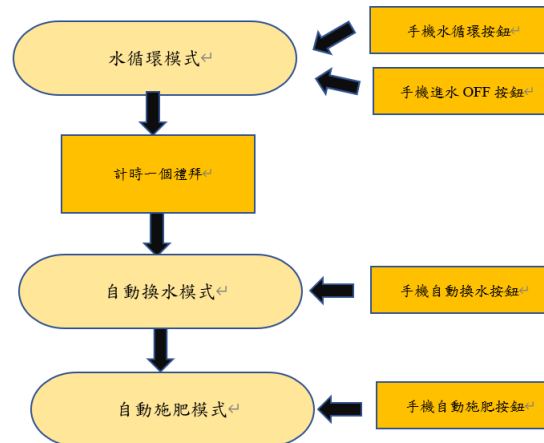 手機水循環按鈕
水循環模式
手機進水 OFF 按鈕
計時一個禮拜
自動換水模式
手機自動換水按鈕
自動施肥模式
手機自動施肥按鈕